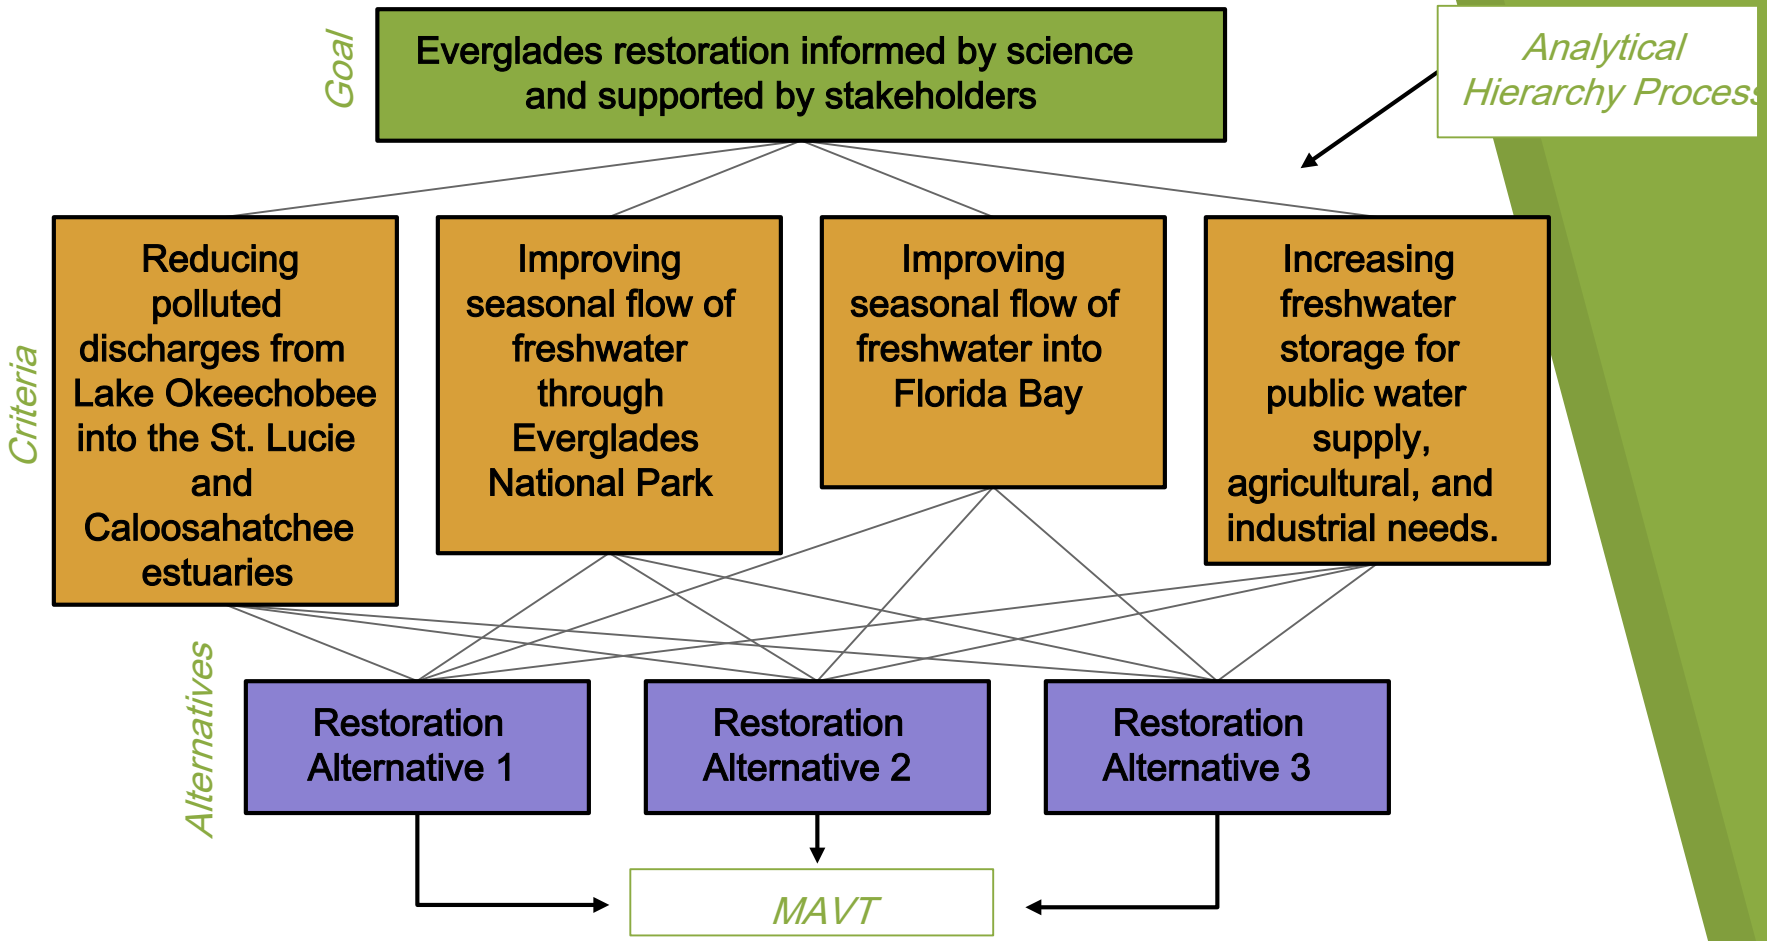 Goal
Everglades restoration informed by science
and supported by stakeholders
Analytical
Hierarchy Process
Criteria
Reducing
polluted
discharges from
Lake Okeechobee
into the St. Lucie
and
Caloosahatchee
estuaries
Improving
seasonal flow of
freshwater
through
Everglades
National Park
Improving
seasonal flow of
freshwater into
Florida Bay
Increasing
freshwater
storage for
public water
supply,
agricultural, and
industrial needs.
Alternatives
Restoration
Alternative 1
Restoration
Alternative 2
Restoration
Alternative 3
MAVT